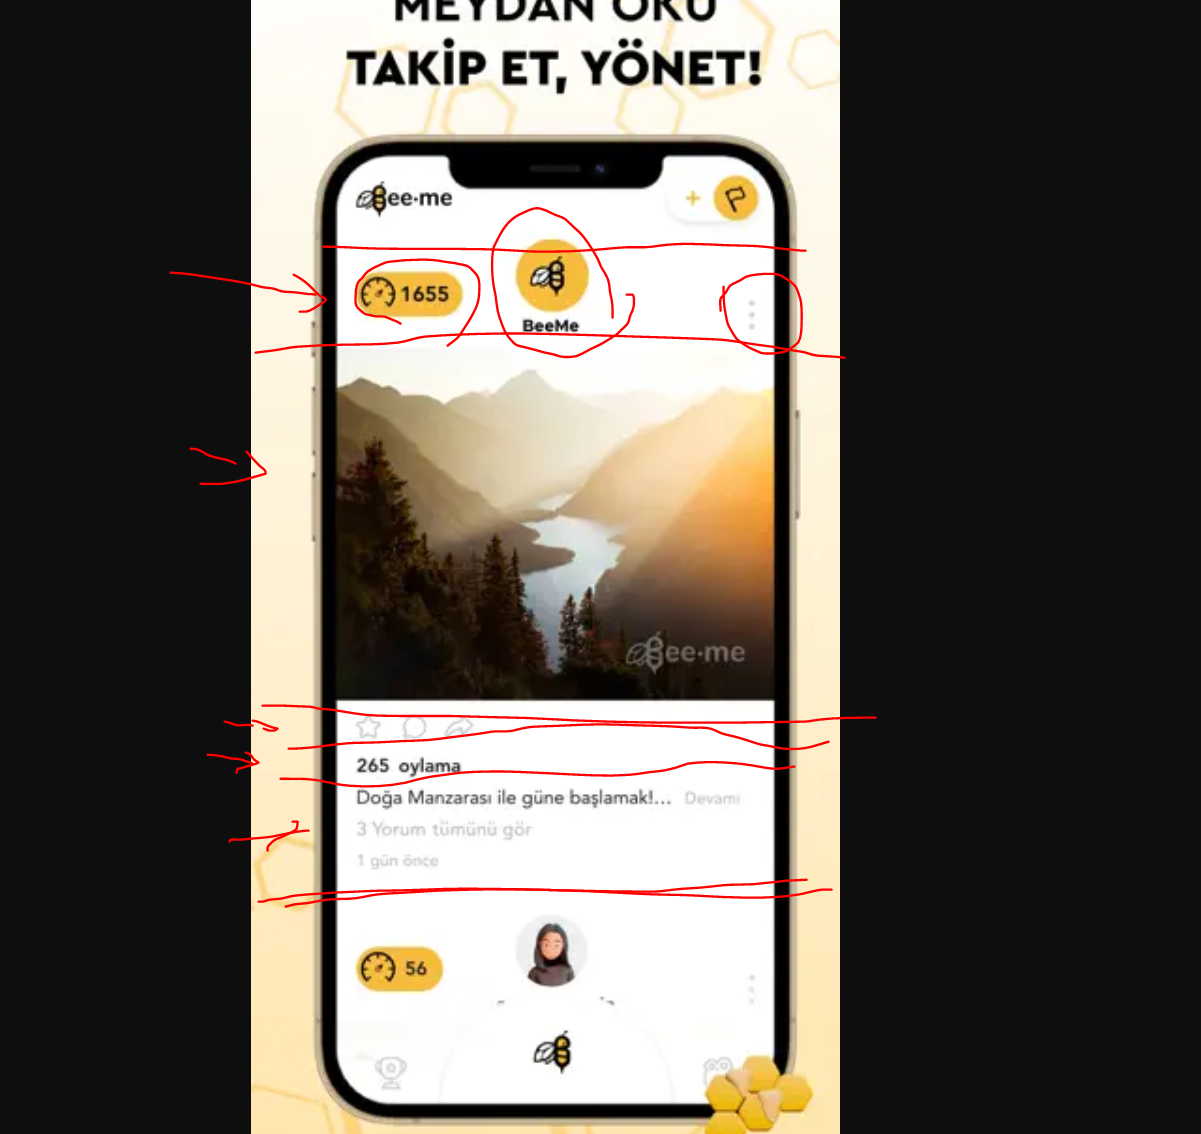 MEYDAN OKU
TAKİP ET, YÖNET!
Bee·me
+
1655
BeeMe
Bee·me
265 oylama
Doğa Manzarası ile güne başlamak!... Devamı
3 Yorum tümünü gör
1 gün önce
56